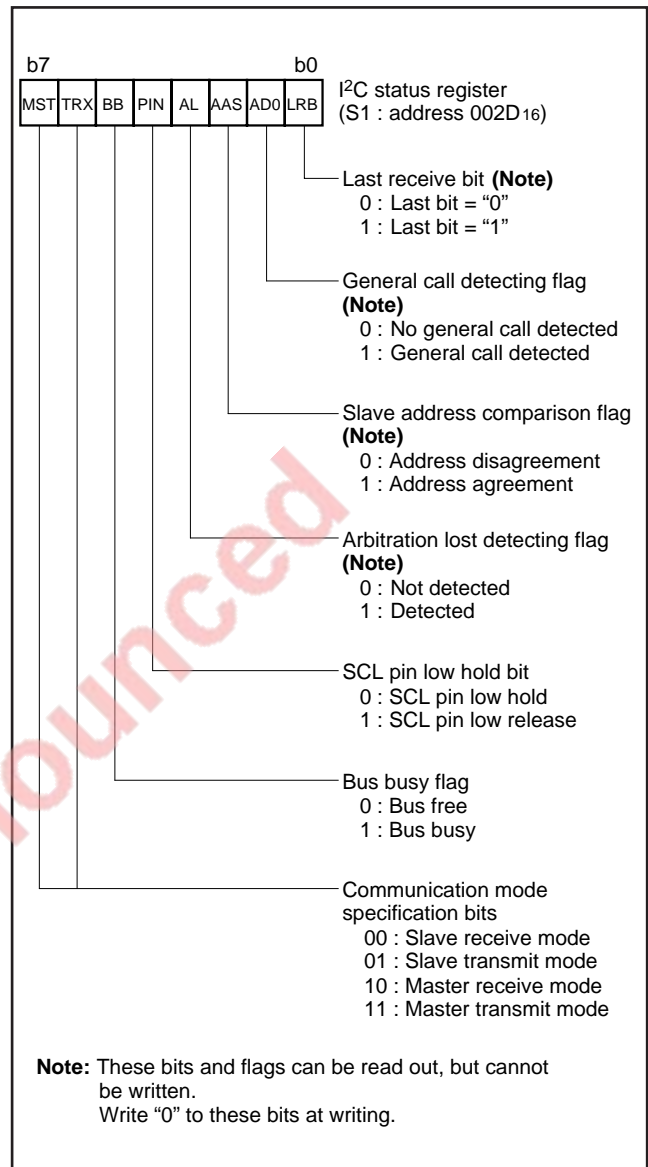 b7 b0
MST TRX BB PIN AL AAS AD0 LRB
I2C status register
(S1 : address 002D16)
Last receive bit (Note)
0 : Last bit = “0”
1 : Last bit = “1”
General call detecting flag
(Note)
0 : No general call detected
1 : General call detected
Slave address comparison flag
(Note)
0 : Address disagreement
1 : Address agreement
Arbitration lost detecting flag
(Note)
0 : Not detected
1 : Detected
SCL pin low hold bit
0 : SCL pin low hold
1 : SCL pin low release
Bus busy flag
0 : Bus free
1 : Bus busy
Communication mode
specification bits
00 : Slave receive mode
01 : Slave transmit mode
10 : Master receive mode
11 : Master transmit mode
Note: These bits and flags can be read out, but cannot
be written.
Write “0” to these bits at writing.
ounced